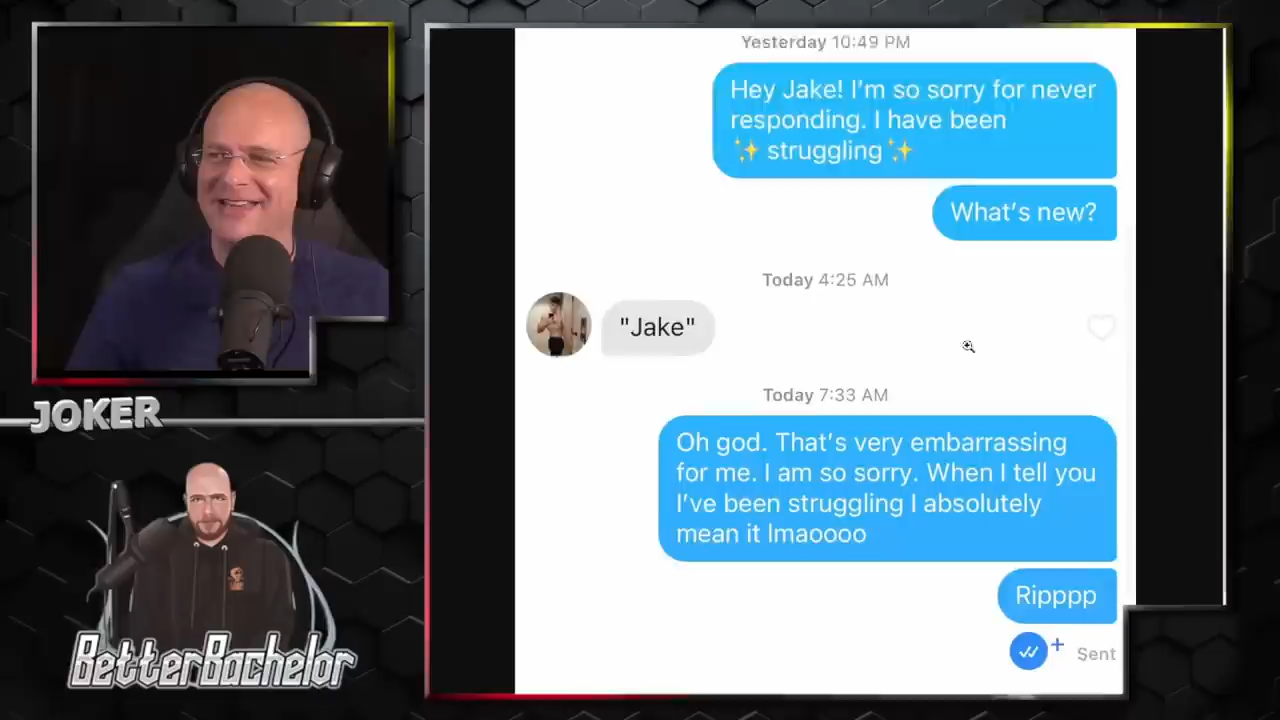 Yesterday 10:49 PM
Hey Jake! I’m so sorry for never
responding. I have been
✨ struggling ✨
What’s new?
Today 4:25 AM
"Jake"
Today 7:33 AM
Oh god. That’s very embarrassing
for me. I am so sorry. When I tell you
I’ve been struggling I absolutely
mean it lmaoooo
Ripppp
Sent
JOKER
BetterBachelor